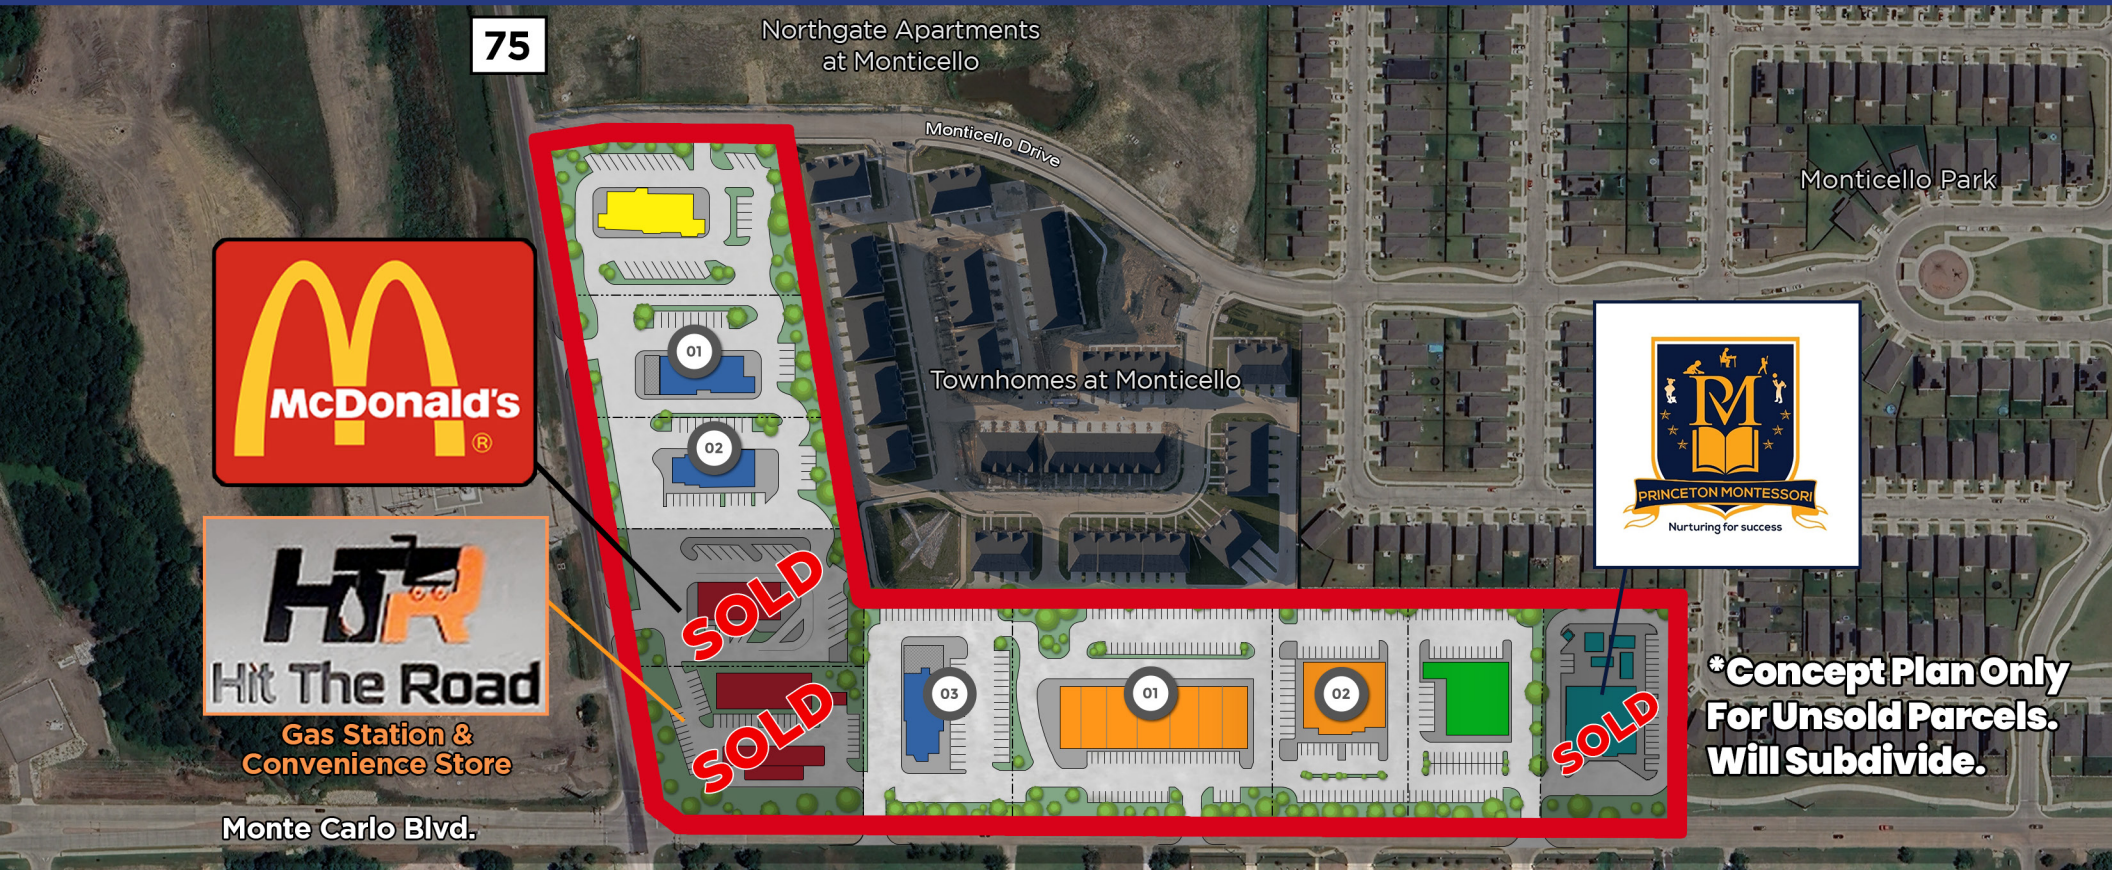 75
Northgate Apartments
at Monticello
Monticello Drive
Monticello Park
McDonald's
®
01
02
Townhomes at Monticello
PM
PRINCETON MONTESSORI
Nurturing for success
HTR
Hit The Road
Gas Station &
Convenience Store
SOLD
SOLD
03
01
02
SOLD
*Concept Plan Only
For Unsold Parcels.
Will Subdivide.
Monte Carlo Blvd.